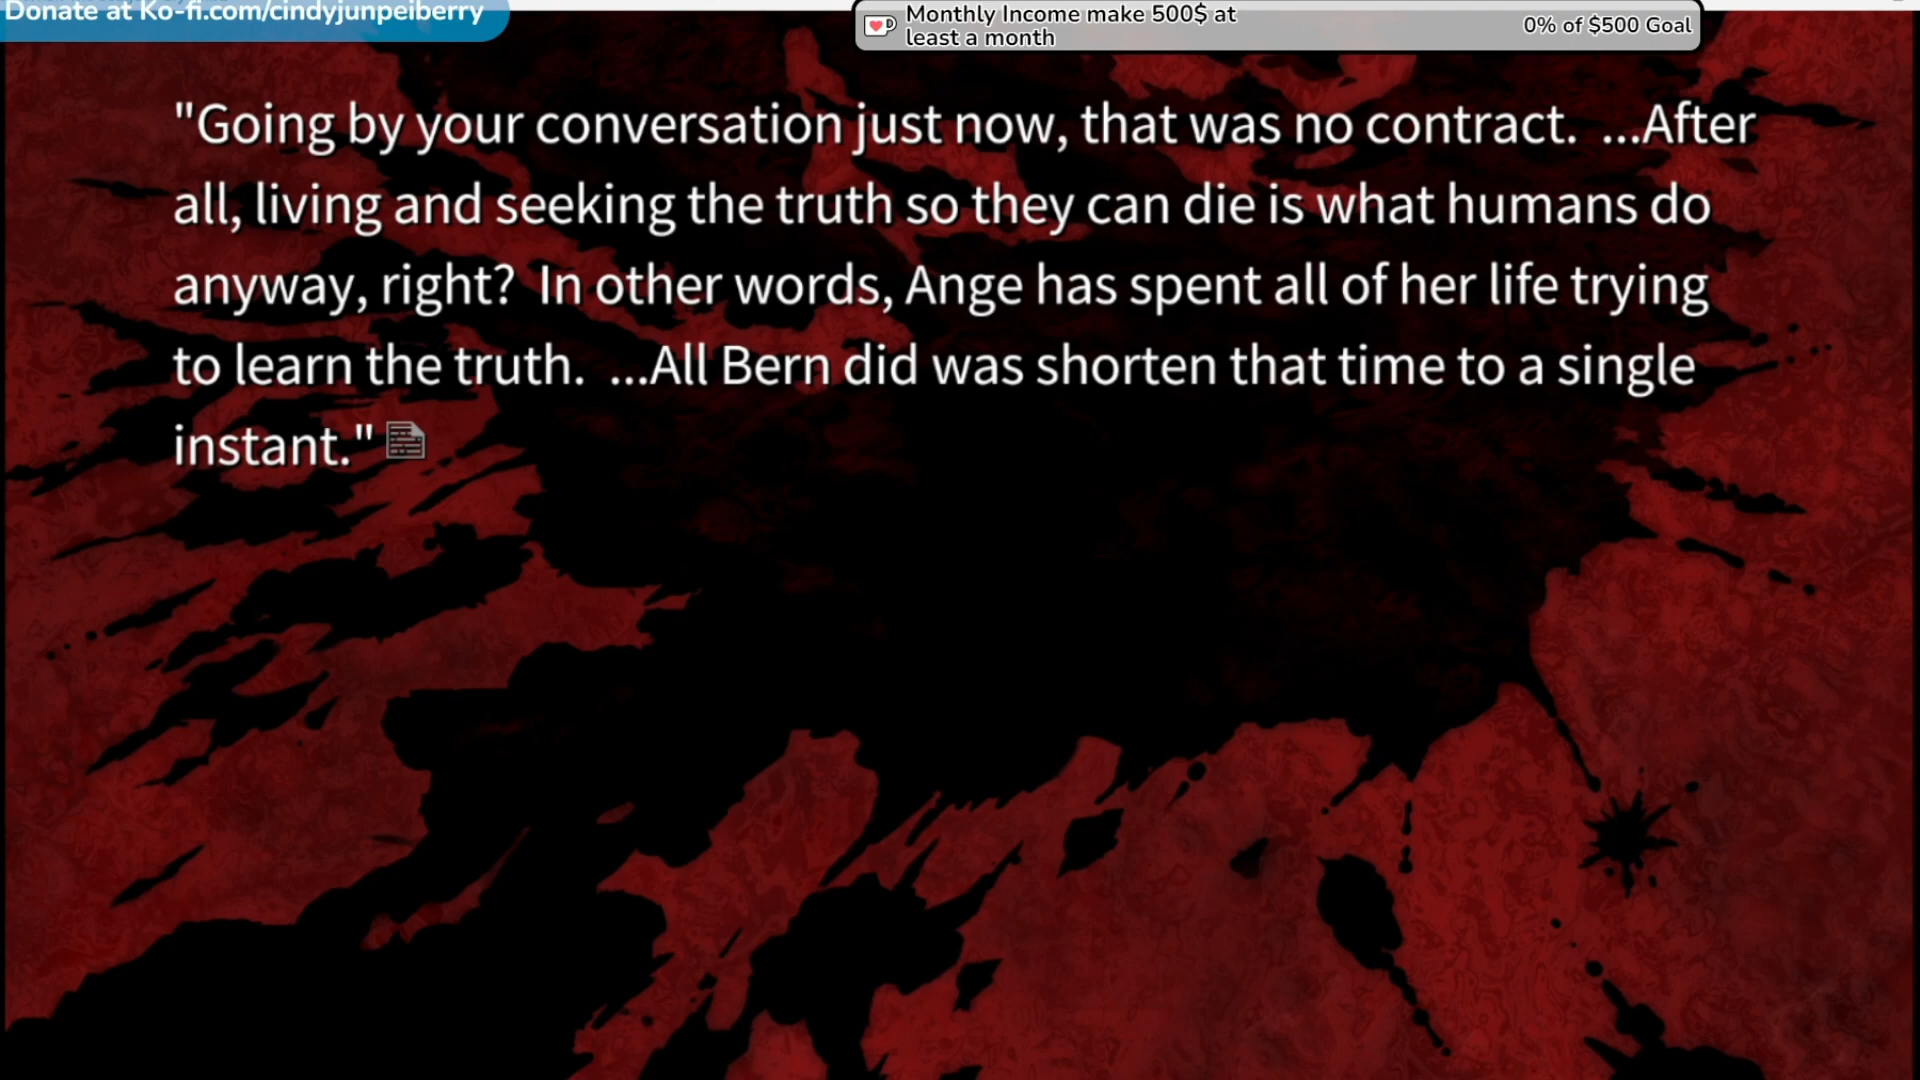 Donate at Ko-fi.com/cindyjunpeiberry
Monthly Income make 500$ at
least a month
0% of $500 Goal
"Going by your conversation just now, that was no contract.  ...After
all, living and seeking the truth so they can die is what humans do
anyway, right?  In other words, Ange has spent all of her life trying
to learn the truth.  ...All Bern did was shorten that time to a single
instant."